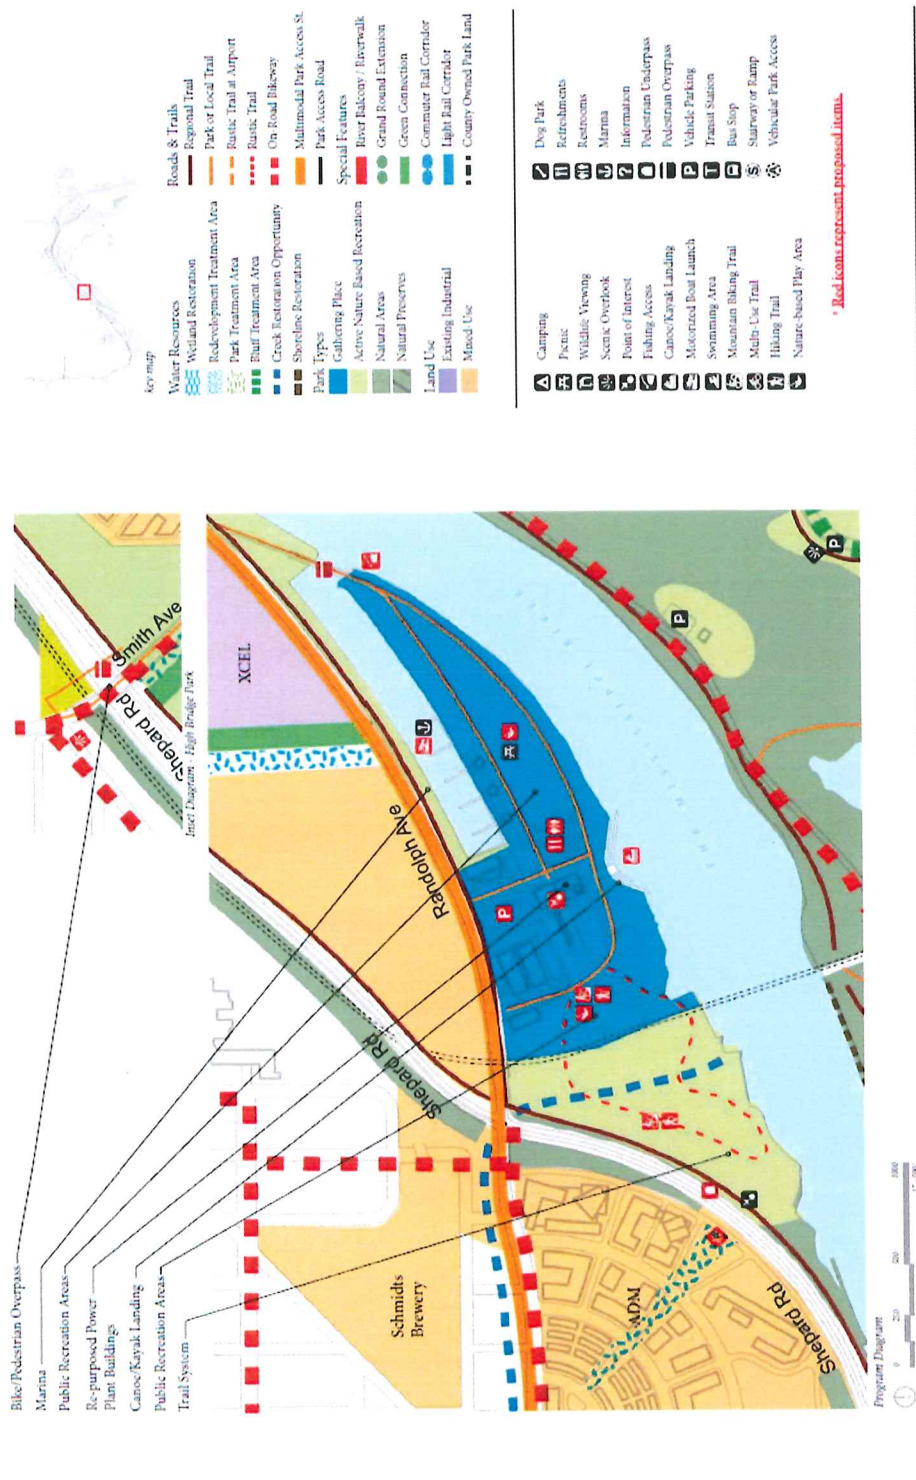 Bike/Pedestrian Overpass
Marina
Public Recreation Areas
Re-purposed Power
Plant Buildings
Canoe/Kayak Landing
Public Recreation Areas
Trail System
Smith Ave
Shepard Rd
Inset Diagram - High Bridge Park
XCEL
Randolph Ave
Shepard Rd
Schmidts
Brewery
ADM
Shepard Rd
P
P
P
Program Diagram
key map
Water Resources
Wetland Restoration
Redevelopment Treatment Area
Park Treatment Area
Bluff Treatment Area
Creek Restoration Opportunity
Shoreline Restoration
Park Types
Gathering Place
Active Nature Based Recreation
Natural Areas
Natural Preserves
Land Use
Existing Industrial
Mixed-Use
Roads & Trails
Regional Trail
Park or Local Trail
Rustic Trail at Airport
Rustic Trail
On-Road Bikeway
Multimodal Park Access St.
Park Access Road
Special Features
River Balcony / Riverwalk
Grand Round Extension
Green Connection
Commuter Rail Corridor
Light Rail Corridor
County Owned Park Land
Camping
Picnic
Wildlife Viewing
Scenic Overlook
Point of Interest
Fishing Access
Canoe/Kayak Landing
Motorized Boat Launch
Swimming Area
Mountain Biking Trail
Multi-Use Trail
Hiking Trail
Nature-based Play Area
Dog Park
Refreshments
Restrooms
Marina
? Information
Pedestrian Underpass
Pedestrian Overpass
P Vehicle Parking
T Transit Station
Bus Stop
S Stairway or Ramp
Vehicular Park Access
* Red icons represent proposed items.